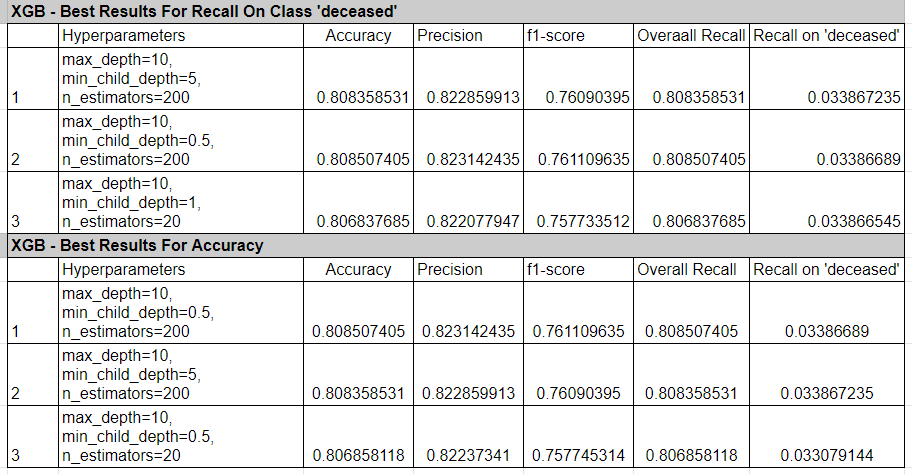 XGB - Best Results For Recall On Class 'deceased'
Hyperparameters Accuracy Precision f1-score Overaall Recall Recall on 'deceased'
max_depth=10,
min_child_depth=5,
1 n_estimators=200 0.808358531 0.822859913 0.76090395 0.808358531 0.033867235
max_depth=10,
min_child_depth=0.5,
2 n_estimators=200 0.808507405 0.823142435 0.761109635 0.808507405 0.03386689
max_depth=10,
min_child_depth=1,
3 n_estimators=20 0.806837685 0.822077947 0.757733512 0.806837685 0.033866545
XGB - Best Results For Accuracy
Hyperparameters Accuracy Precision f1-score Overall Recall Recall on 'deceased'
max_depth=10,
min_child_depth=0.5,
1 n_estimators=200 0.808507405 0.823142435 0.761109635 0.808507405 0.03386689
max_depth=10,
min_child_depth=5,
2 n_estimators=200 0.808358531 0.822859913 0.76090395 0.808358531 0.033867235
max_depth=10,
min_child_depth=0.5,
3 n_estimators=20 0.806858118 0.82237341 0.757745314 0.806858118 0.033079144